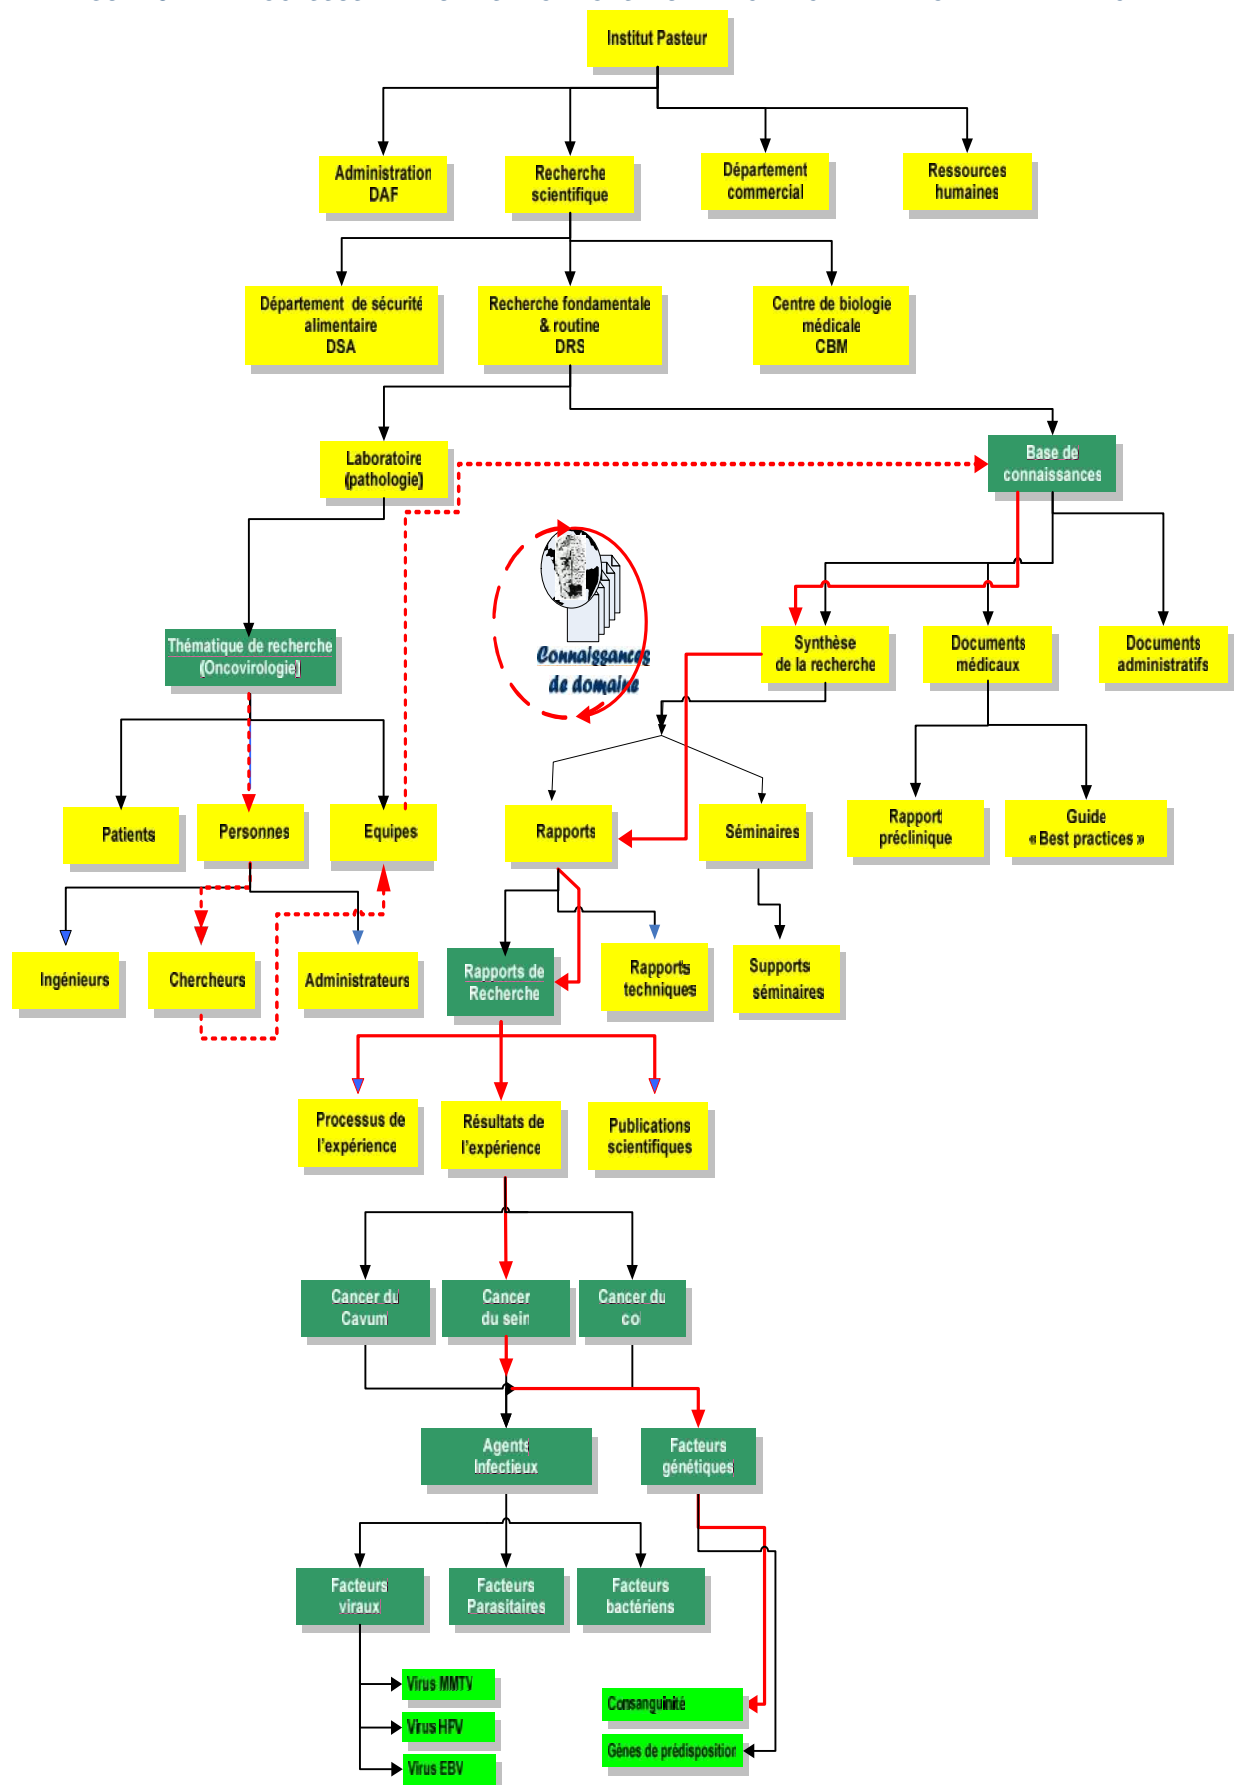 Institut Pasteur
Administration
DAF
Recherche
scientifique
Département
commercial
Ressources
humaines
Département de sécurité
alimentaire
DSA
Recherche fondamentale
& routine
DRS
Centre de biologie
médicale
CBM
Laboratoire
(pathologie)
Base de
connaissances
Connaissances
de domaine
Thématique de recherche
(Oncovirologie)
Synthèse
de la recherche
Documents
médicaux
Documents
administratifs
Patients
Personnes
Equipes
Rapports
Séminaires
Rapport
préclinique
Guide
« Best practices »
Ingénieurs
Chercheurs
Administrateurs
Rapports de
Recherche
Rapports
techniques
Supports
séminaires
Processus de
l'expérience
Résultats de
l'expérience
Publications
scientifiques
Cancer du
Cavum
Cancer
du sein
Cancer du
col
Agents
Infectieux
Facteurs
génétiques
Facteurs
viraux
Facteurs
Parasitaires
Facteurs
bactériens
Virus MMTV
Virus HPV
Virus EBV
Consanguinité
Gènes de prédisposition